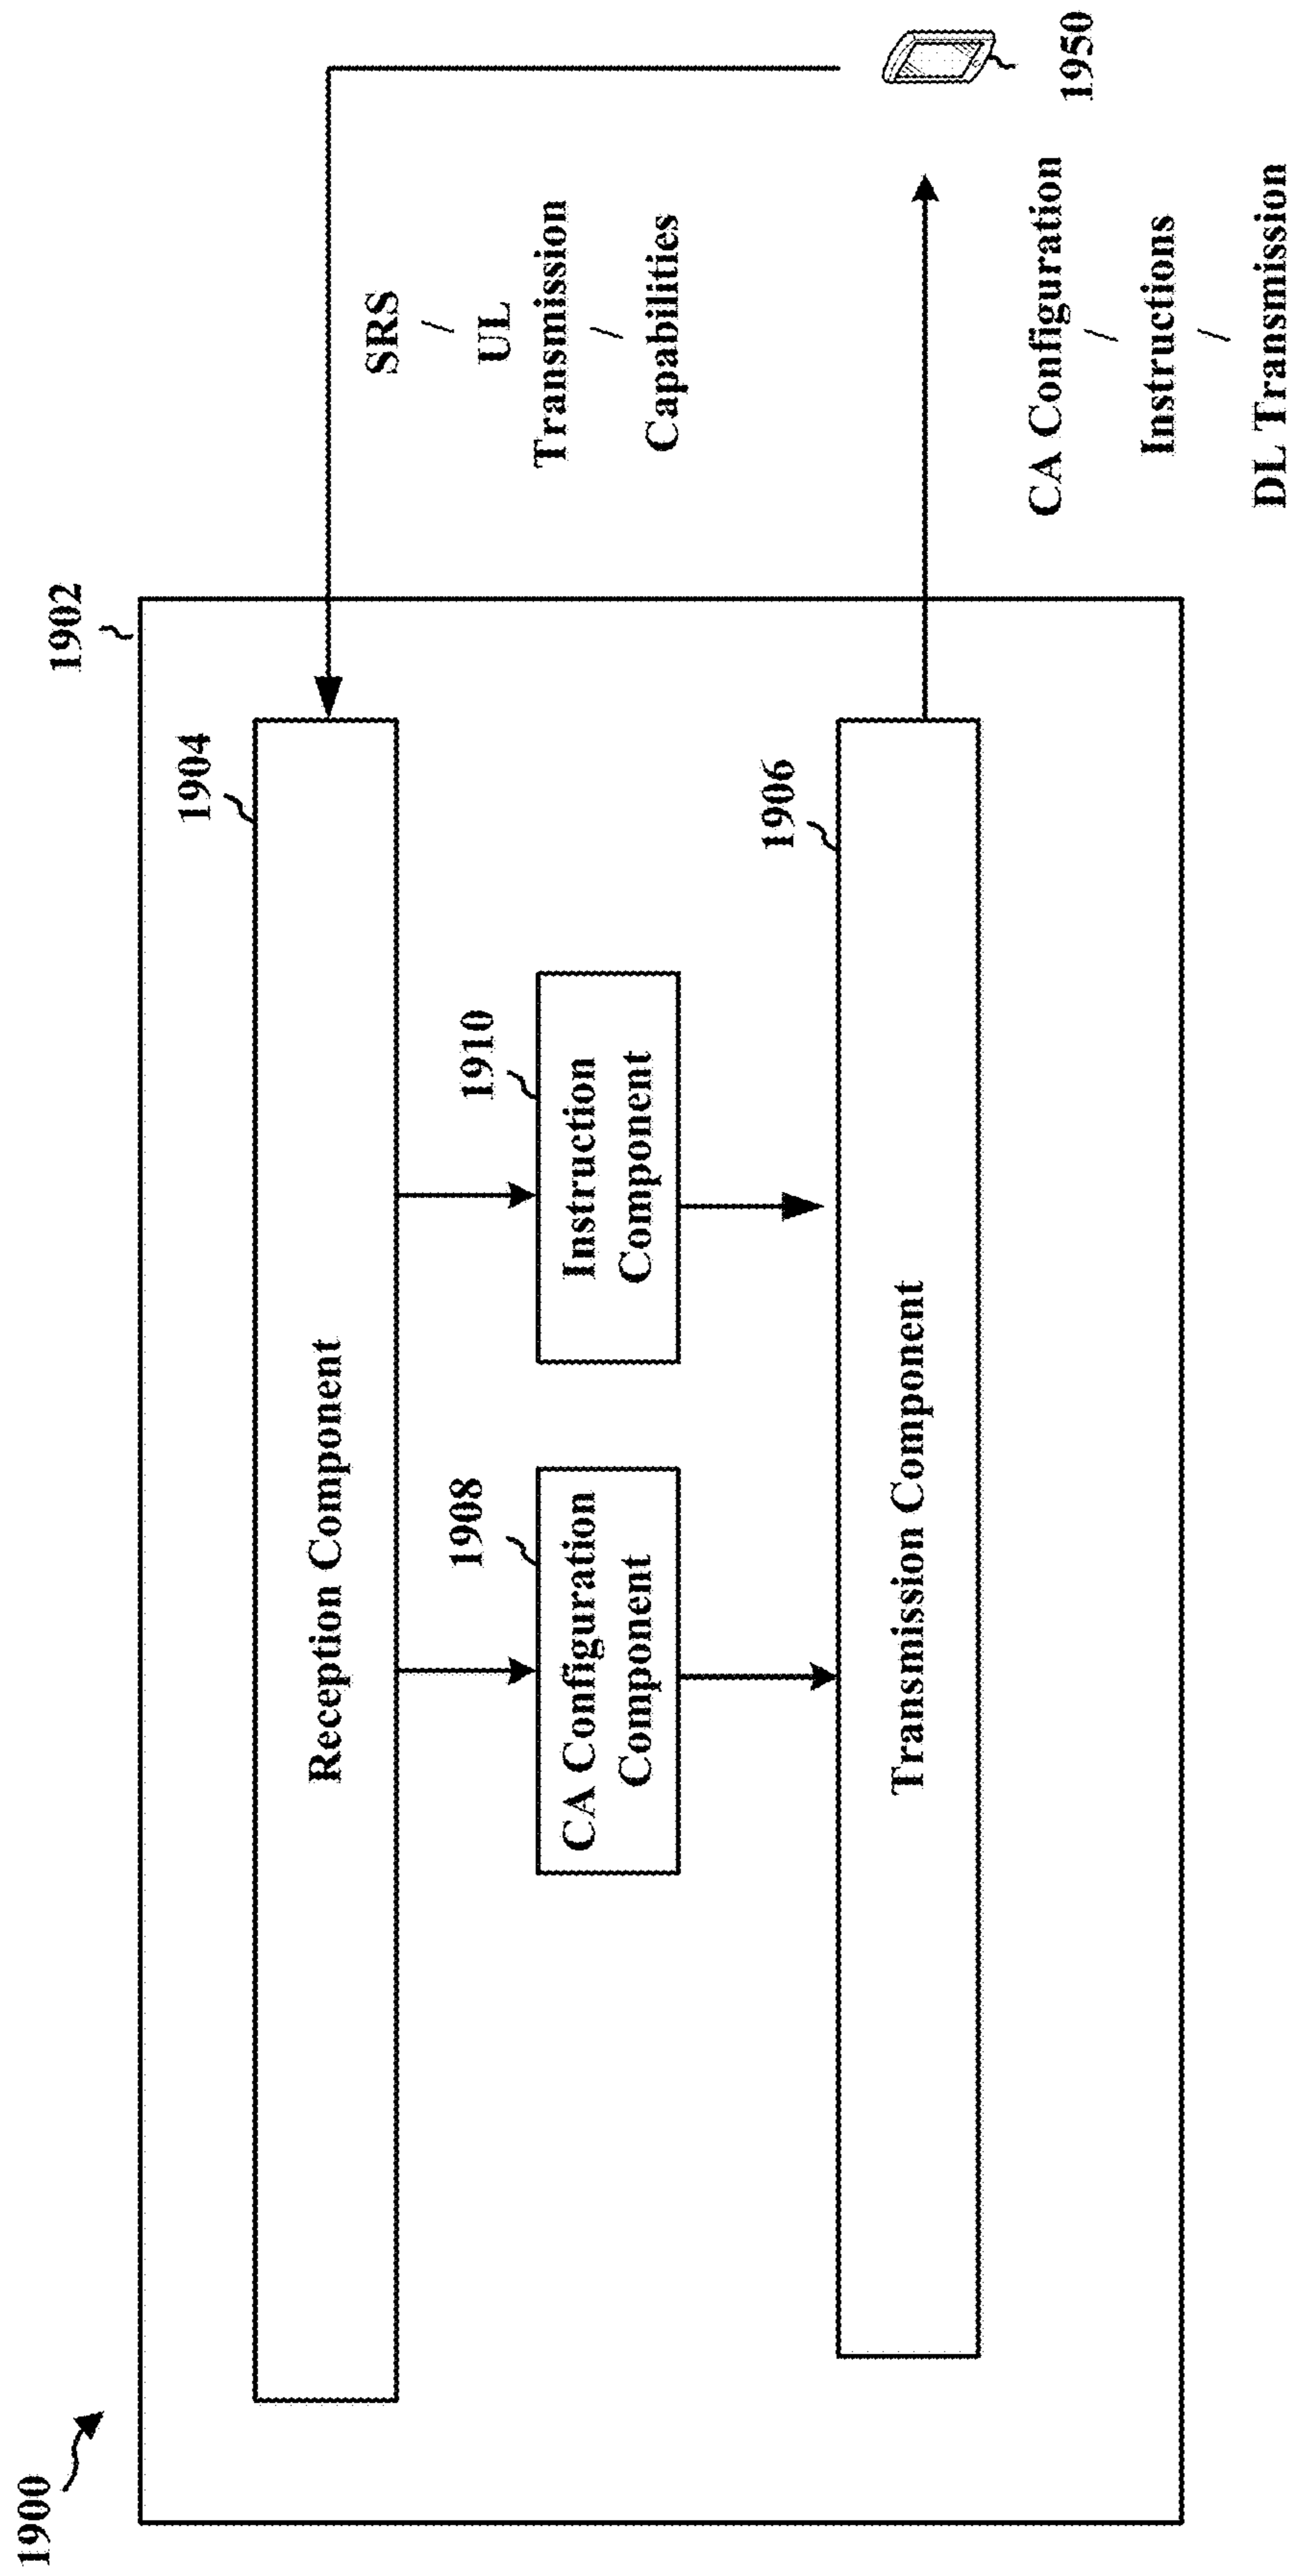 1900
1902
1904
Reception Component
SRS
/
UL
Transmission
/
Capabilities
1908
CA Configuration
Component
1910
Instruction
Component
1906
Transmission Component
1950
CA Configuration
/
Instructions
/
DL Transmission